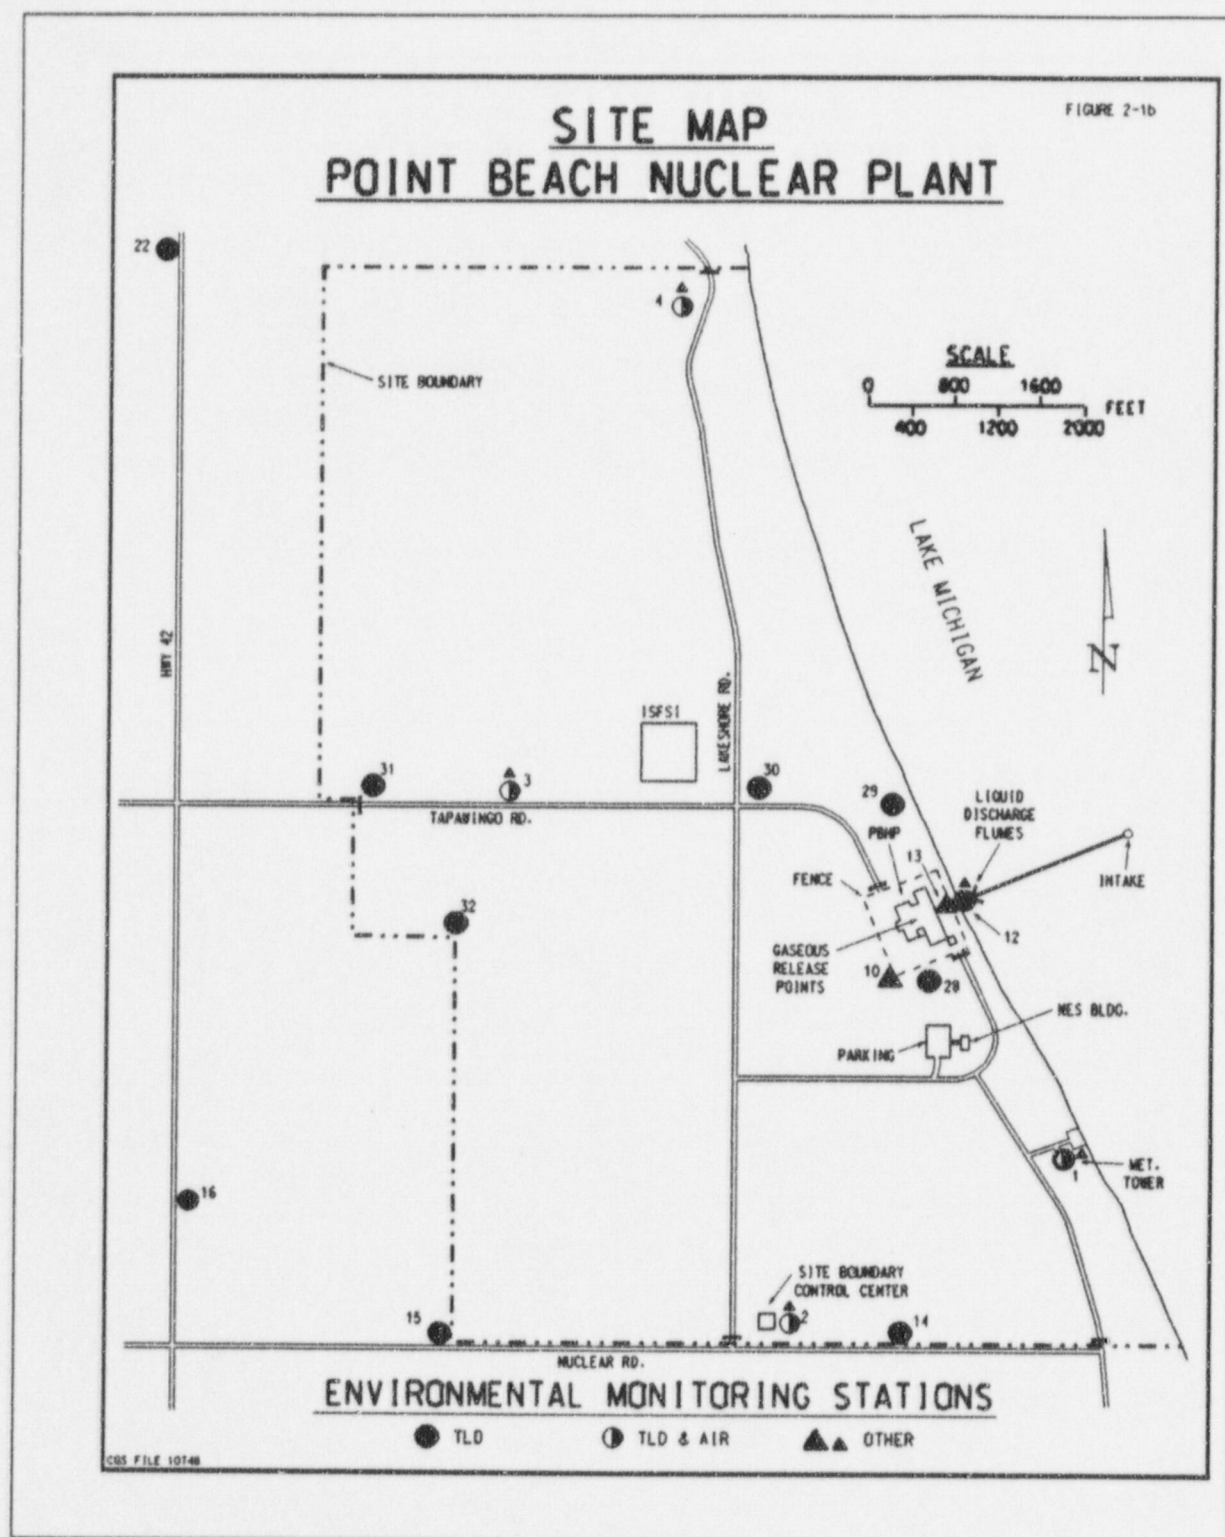 FIGURE 2-1b
SITE MAP
POINT BEACH NUCLEAR PLANT
22
4
SITE BOUNDARY
SCALE
0 800 1600
FEET
400 1200 2000
LAKE MICHIGAN
N
HWY 42
LAKESHORE RD.
ISFSI
31
3
30
29
TAPAWINGO RD.
LIQUID
DISCHARGE
FLUMES
PBNP
13
FENCE
INTAKE
32
12
GASEOUS
RELEASE
POINTS
10
28
NES BLDG.
PARKING
1
MET.
TOWER
16
SITE BOUNDARY
CONTROL CENTER
2
14
15
NUCLEAR RD.
ENVIRONMENTAL MONITORING STATIONS
TLD
TLD & AIR
OTHER
CGS FILE 10748